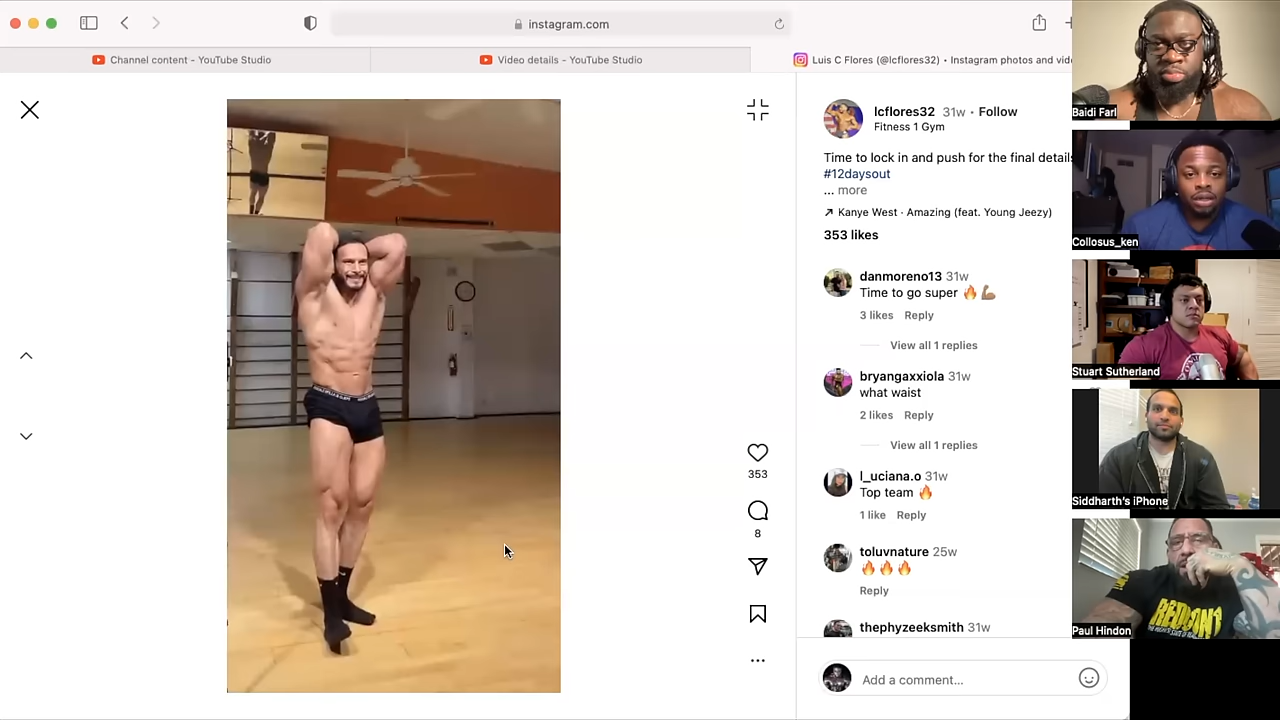 instagram.com
Channel content - YouTube Studio
Video details - YouTube Studio
Luis C Flores (@lcflores32) • Instagram photos and vide
lcflores32 31w • Follow
Fitness 1 Gym
Time to lock in and push for the final details
#12daysout
... more
Kanye West · Amazing (feat. Young Jeezy)
353 likes
danmoreno13 31w
Time to go super 🔥💪🏽
3 likes Reply
View all 1 replies
bryangaxxiola 31w
what waist
2 likes Reply
View all 1 replies
l_uciana.o 31w
Top team 🔥
1 like Reply
toluvnature 25w
🔥🔥🔥
Reply
thephyzeeksmith 31w
Add a comment...
353
8
Baidi Farl
Collosus_ken
Stuart Sutherland
Siddharth's iPhone
REDCON1
Paul Hindon